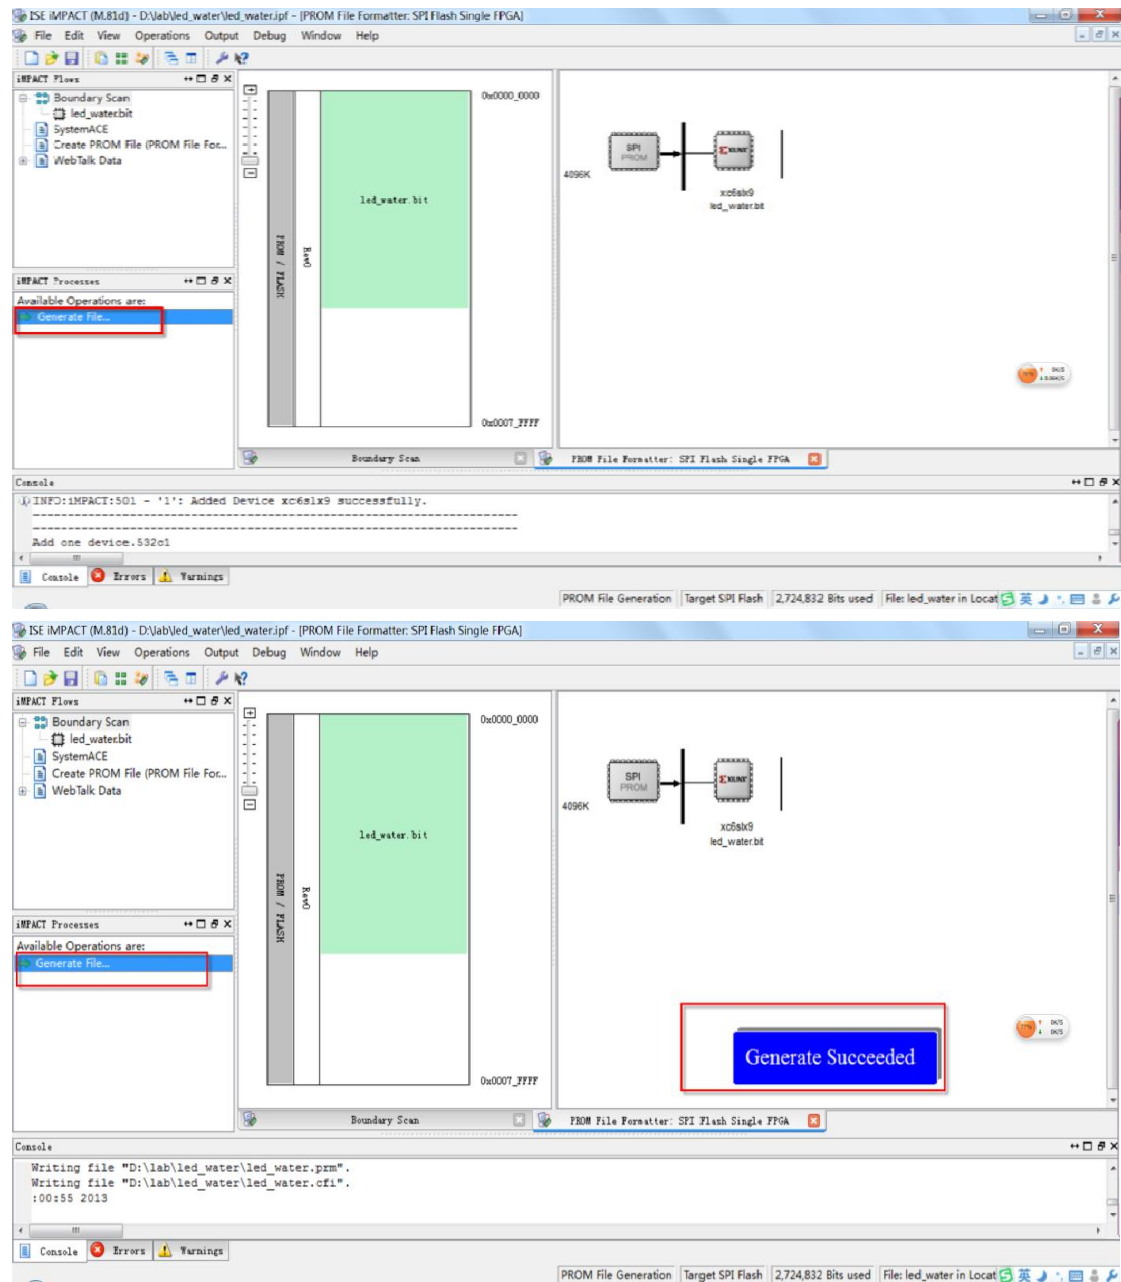 ISE iMPACT (M.81d) - D:\lab\led_water\led_water.ipf - [PROM File Formatter: SPI Flash Single FPGA]
File Edit View Operations Output Debug Window Help
iMPACT Flows
Boundary Scan
led_water.bit
SystemACE
Create PROM File (PROM File For...
WebTalk Data
iMPACT Processes
Available Operations are:
Generate File...
PROM / FLASH
Rev0
led_water.bit
0x0000_0000
0x0007_FFFF
4096K
SPI
PROM
XILINX
xc6slx9
led_water.bit
Boundary Scan
PROM File Formatter: SPI Flash Single FPGA
Console
INFO:iMPACT:501 - '1': Added Device xc6slx9 successfully.
----------------------------------------------------------------------
----------------------------------------------------------------------
Add one device.532o1
Console Errors Warnings
PROM File Generation Target SPI Flash 2,724,832 Bits used File: led_water in Locat 英
ISE iMPACT (M.81d) - D:\lab\led_water\led_water.ipf - [PROM File Formatter: SPI Flash Single FPGA]
File Edit View Operations Output Debug Window Help
iMPACT Flows
Boundary Scan
led_water.bit
SystemACE
Create PROM File (PROM File For...
WebTalk Data
iMPACT Processes
Available Operations are:
Generate File...
PROM / FLASH
Rev0
led_water.bit
0x0000_0000
0x0007_FFFF
4096K
SPI
PROM
XILINX
xc6slx9
led_water.bit
77%
0K/S
0K/S
Generate Succeeded
Boundary Scan
PROM File Formatter: SPI Flash Single FPGA
Console
Writing file "D:\lab\led_water\led_water.prm".
Writing file "D:\lab\led_water\led_water.cfi".
:00:55 2013
Console Errors Warnings
PROM File Generation Target SPI Flash 2,724,832 Bits used File: led_water in Locat 英